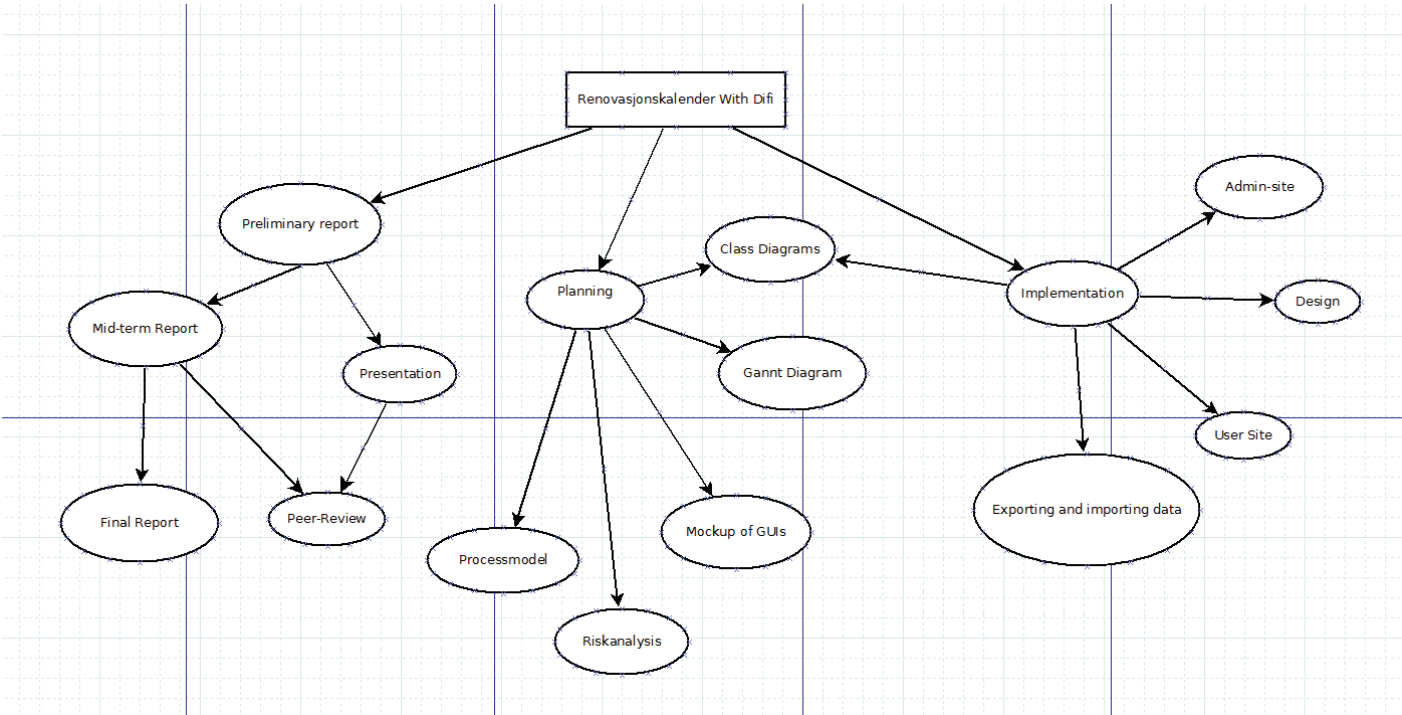 Renovasjonskalender With Difi
Admin-site
Preliminary report
Class Diagrams
Planning
Implementation
Design
Mid-term Report
Presentation
Gannt Diagram
User Site
Exporting and importing data
Final Report
Peer-Review
Mockup of GUIs
Processmodel
Riskanalysis